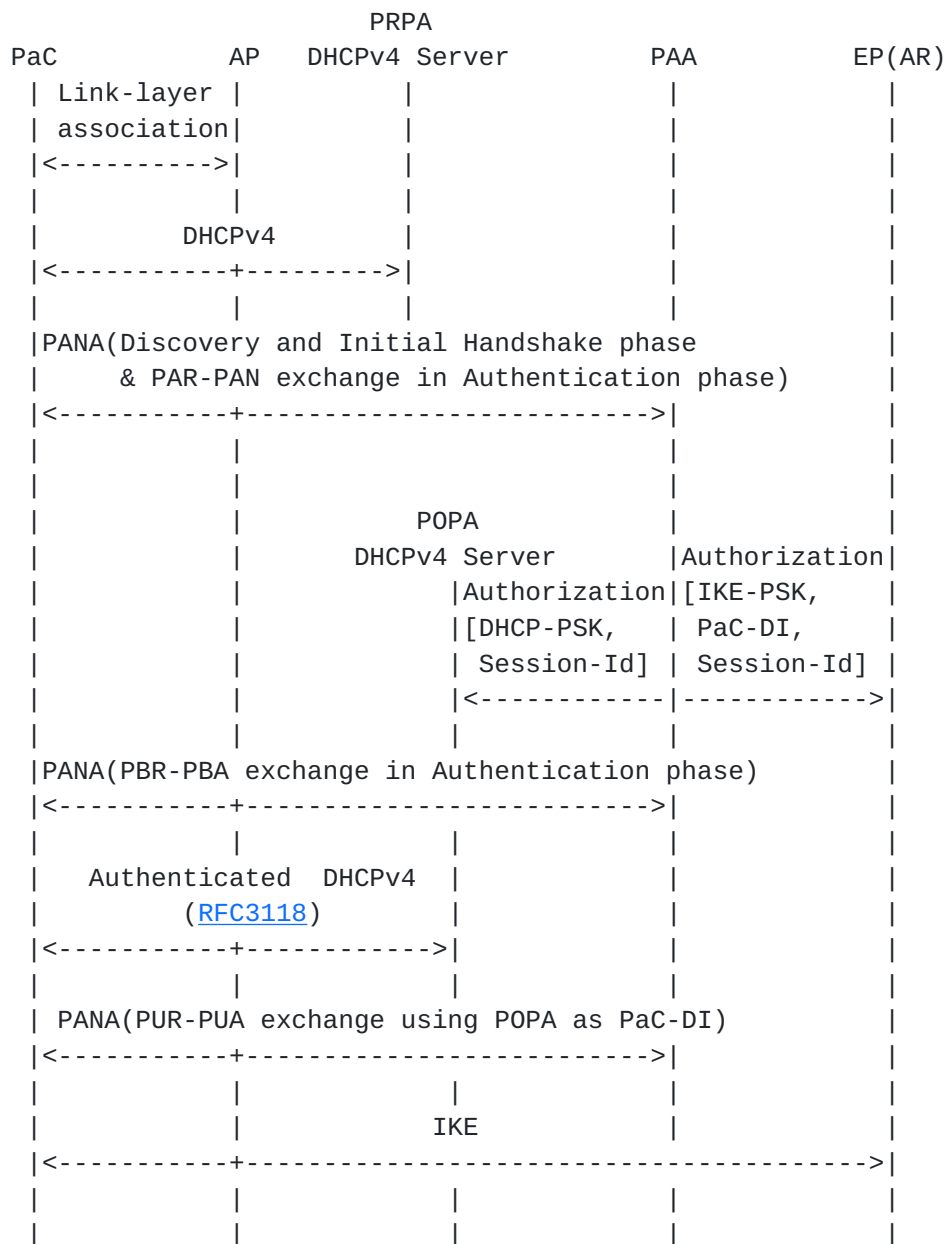 PRPA
PaC           AP   DHCPv4 Server         PAA          EP(AR)
 | Link-layer |          |                |             |
 | association|          |                |             |
 |<---------->|          |                |             |
 |            |          |                |             |
 |         DHCPv4        |                |             |
 |<-----------+--------->|                |             |
 |            |          |                |             |
 |PANA(Discovery and Initial Handshake phase            |
 |     & PAR-PAN exchange in Authentication phase)      |
 |<-----------+-------------------------->|             |
 |            |                           |             |
 |            |                           |             |
 |            |           POPA            |             |
 |            |       DHCPv4 Server       |Authorization|
 |            |             |Authorization|[IKE-PSK,    |
 |            |             |[DHCP-PSK,   | PaC-DI,     |
 |            |             | Session-Id] | Session-Id] |
 |            |             |<------------|------------>|
 |            |             |             |             |
 |PANA(PBR-PBA exchange in Authentication phase)        |
 |<-----------+-------------------------->|             |
 |            |             |             |             |
 |   Authenticated  DHCPv4  |             |             |
 |         (RFC3118)        |             |             |
 |<-----------+------------>|             |             |
 |            |             |             |             |
 | PANA(PUR-PUA exchange using POPA as PaC-DI)          |
 |<-----------+-------------------------->|             |
 |            |             |             |             |
 |            |            IKE            |             |
 |<-----------+---------------------------------------->|
 |            |             |             |             |
 |            |             |             |             |